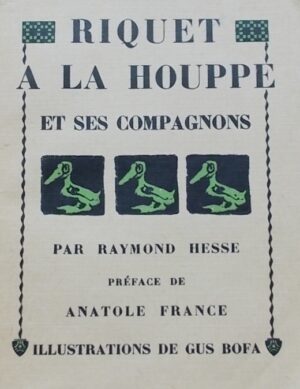 RIQUET
A LA HOUPPE
ET SES COMPAGNONS
PAR RAYMOND HESSE
PRÉFACE DE
ANATOLE FRANCE
ILLUSTRATIONS DE GUS BOFA